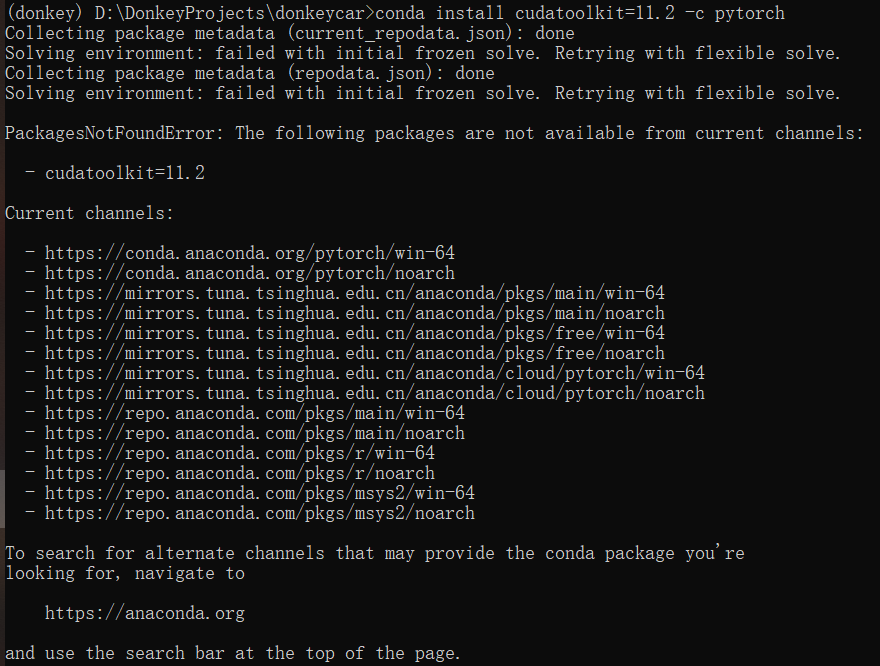 (donkey) D:\DonkeyProjects\donkeycar>conda install cudatoolkit=11.2 -c pytorch
Collecting package metadata (current_repodata.json): done
Solving environment: failed with initial frozen solve. Retrying with flexible solve.
Collecting package metadata (repodata.json): done
Solving environment: failed with initial frozen solve. Retrying with flexible solve.
PackagesNotFoundError: The following packages are not available from current channels:
- cudatoolkit=11.2
Current channels:
- https://conda.anaconda.org/pytorch/win-64
- https://conda.anaconda.org/pytorch/noarch
- https://mirrors.tuna.tsinghua.edu.cn/anaconda/pkgs/main/win-64
- https://mirrors.tuna.tsinghua.edu.cn/anaconda/pkgs/main/noarch
- https://mirrors.tuna.tsinghua.edu.cn/anaconda/pkgs/free/win-64
- https://mirrors.tuna.tsinghua.edu.cn/anaconda/pkgs/free/noarch
- https://mirrors.tuna.tsinghua.edu.cn/anaconda/cloud/pytorch/win-64
- https://mirrors.tuna.tsinghua.edu.cn/anaconda/cloud/pytorch/noarch
- https://repo.anaconda.com/pkgs/main/win-64
- https://repo.anaconda.com/pkgs/main/noarch
- https://repo.anaconda.com/pkgs/r/win-64
- https://repo.anaconda.com/pkgs/r/noarch
- https://repo.anaconda.com/pkgs/msys2/win-64
- https://repo.anaconda.com/pkgs/msys2/noarch
To search for alternate channels that may provide the conda package you're
looking for, navigate to
https://anaconda.org
and use the search bar at the top of the page.